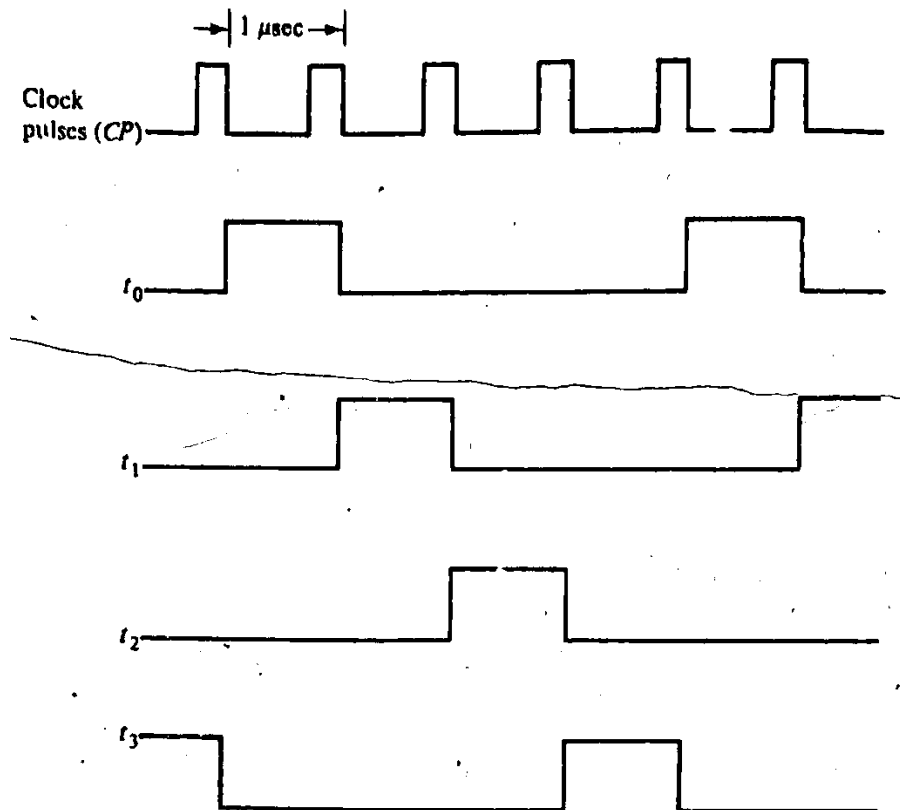 1 µsec
Clock
pulses (CP)
t₀
t₁
t₂
t₃